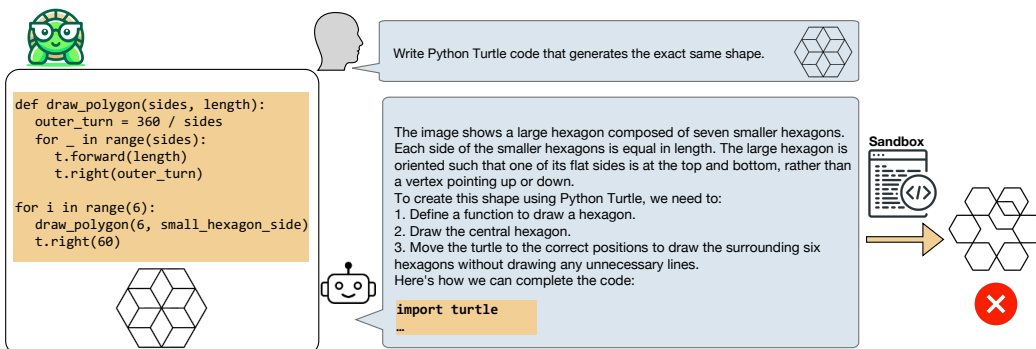 Write Python Turtle code that generates the exact same shape.
def draw_polygon(sides, length):
outer_turn = 360 / sides
for _ in range(sides):
t.forward(length)
t.right(outer_turn)
for i in range(6):
draw_polygon(6, small_hexagon_side)
t.right(60)
The image shows a large hexagon composed of seven smaller hexagons.
Each side of the smaller hexagons is equal in length. The large hexagon is
oriented such that one of its flat sides is at the top and bottom, rather than
a vertex pointing up or down.
To create this shape using Python Turtle, we need to:
1. Define a function to draw a hexagon.
2. Draw the central hexagon.
3. Move the turtle to the correct positions to draw the surrounding six
hexagons without drawing any unnecessary lines.
Here's how we can complete the code:
import turtle
…
Sandbox